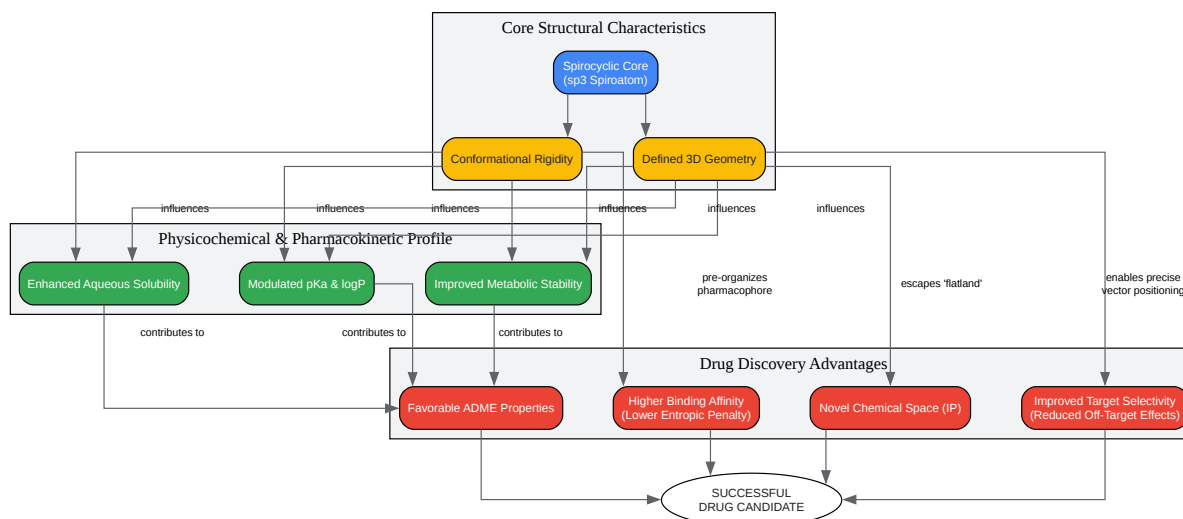 Core Structural Characteristics
Spirocyclic Core
(sp3 Spiroatom)
Conformational Rigidity
Defined 3D Geometry
influences
influences
influences
influences
influences
influences
Physicochemical & Pharmacokinetic Profile
Enhanced Aqueous Solubility
Modulated pKa & logP
Improved Metabolic Stability
pre-organizes
pharmacophore
escapes 'flatland'
enables precise
vector positioning
contributes to
contributes to
contributes to
Drug Discovery Advantages
Favorable ADME Properties
Higher Binding Affinity
(Lower Entropic Penalty)
Novel Chemical Space (IP)
Improved Target Selectivity
(Reduced Off-Target Effects)
SUCCESSFUL
DRUG CANDIDATE